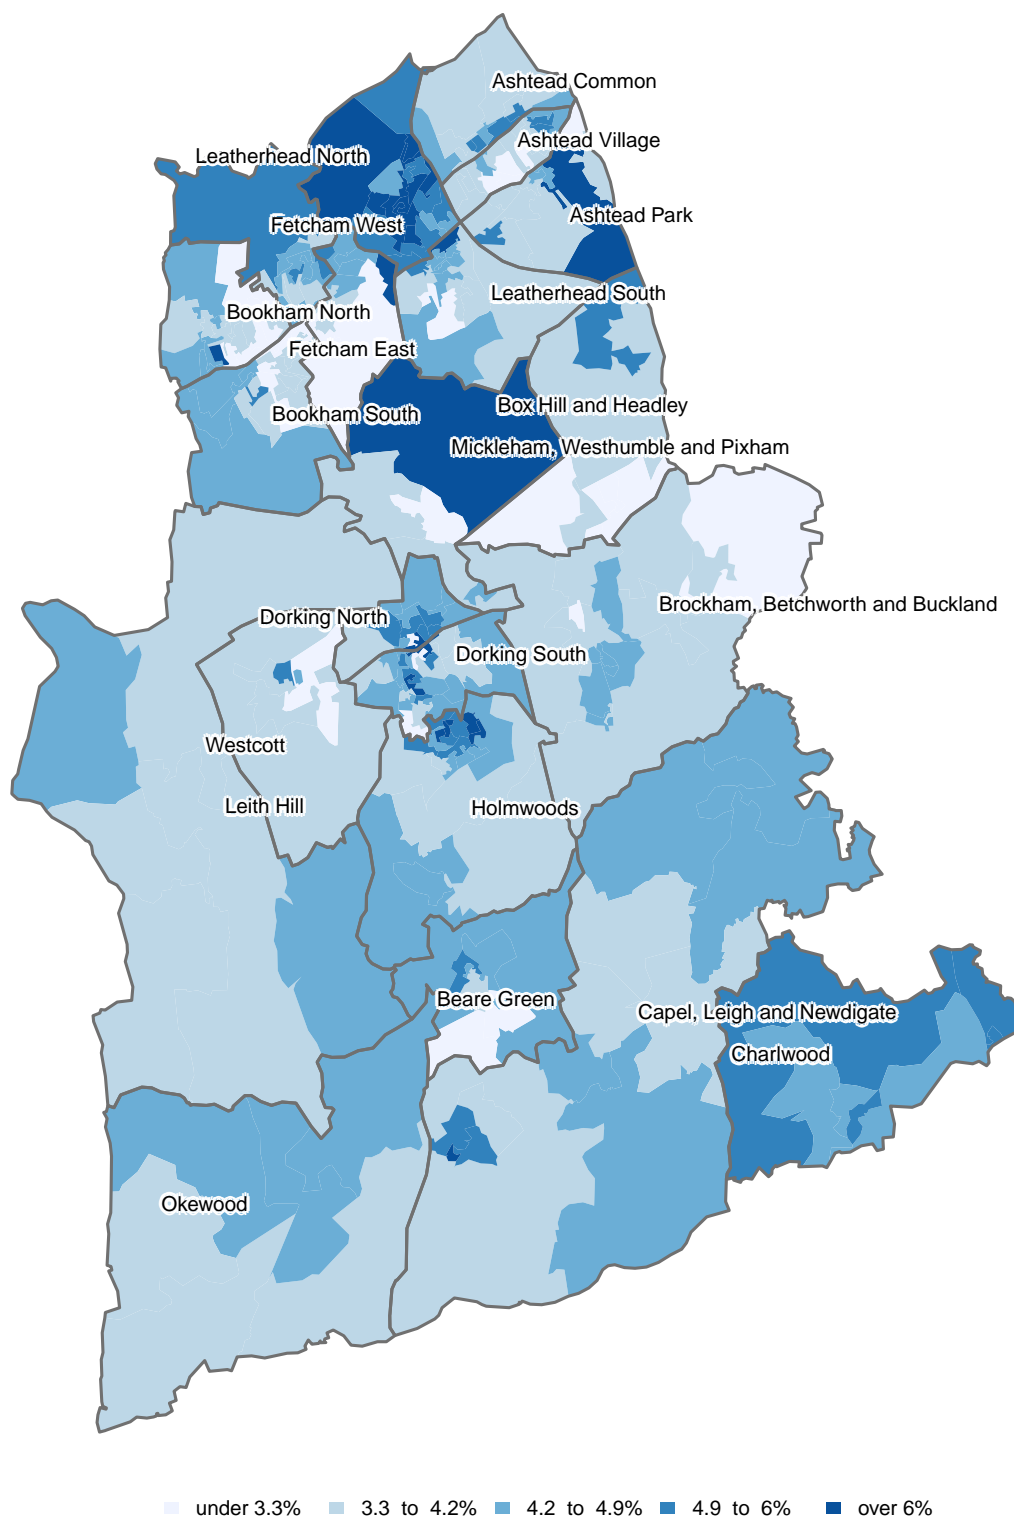 Ashtead Common
Ashtead Village
Leatherhead North
Ashtead Park
Fetcham West
Leatherhead South
Bookham North
Fetcham East
Box Hill and Headley
Bookham South
Mickleham, Westhumble and Pixham
Brockham, Betchworth and Buckland
Dorking North
Dorking South
Westcott
Leith Hill
Holmwoods
Beare Green
Capel, Leigh and Newdigate
Charlwood
Okewood
under 3.3% 3.3 to 4.2% 4.2 to 4.9% 4.9 to 6% over 6%